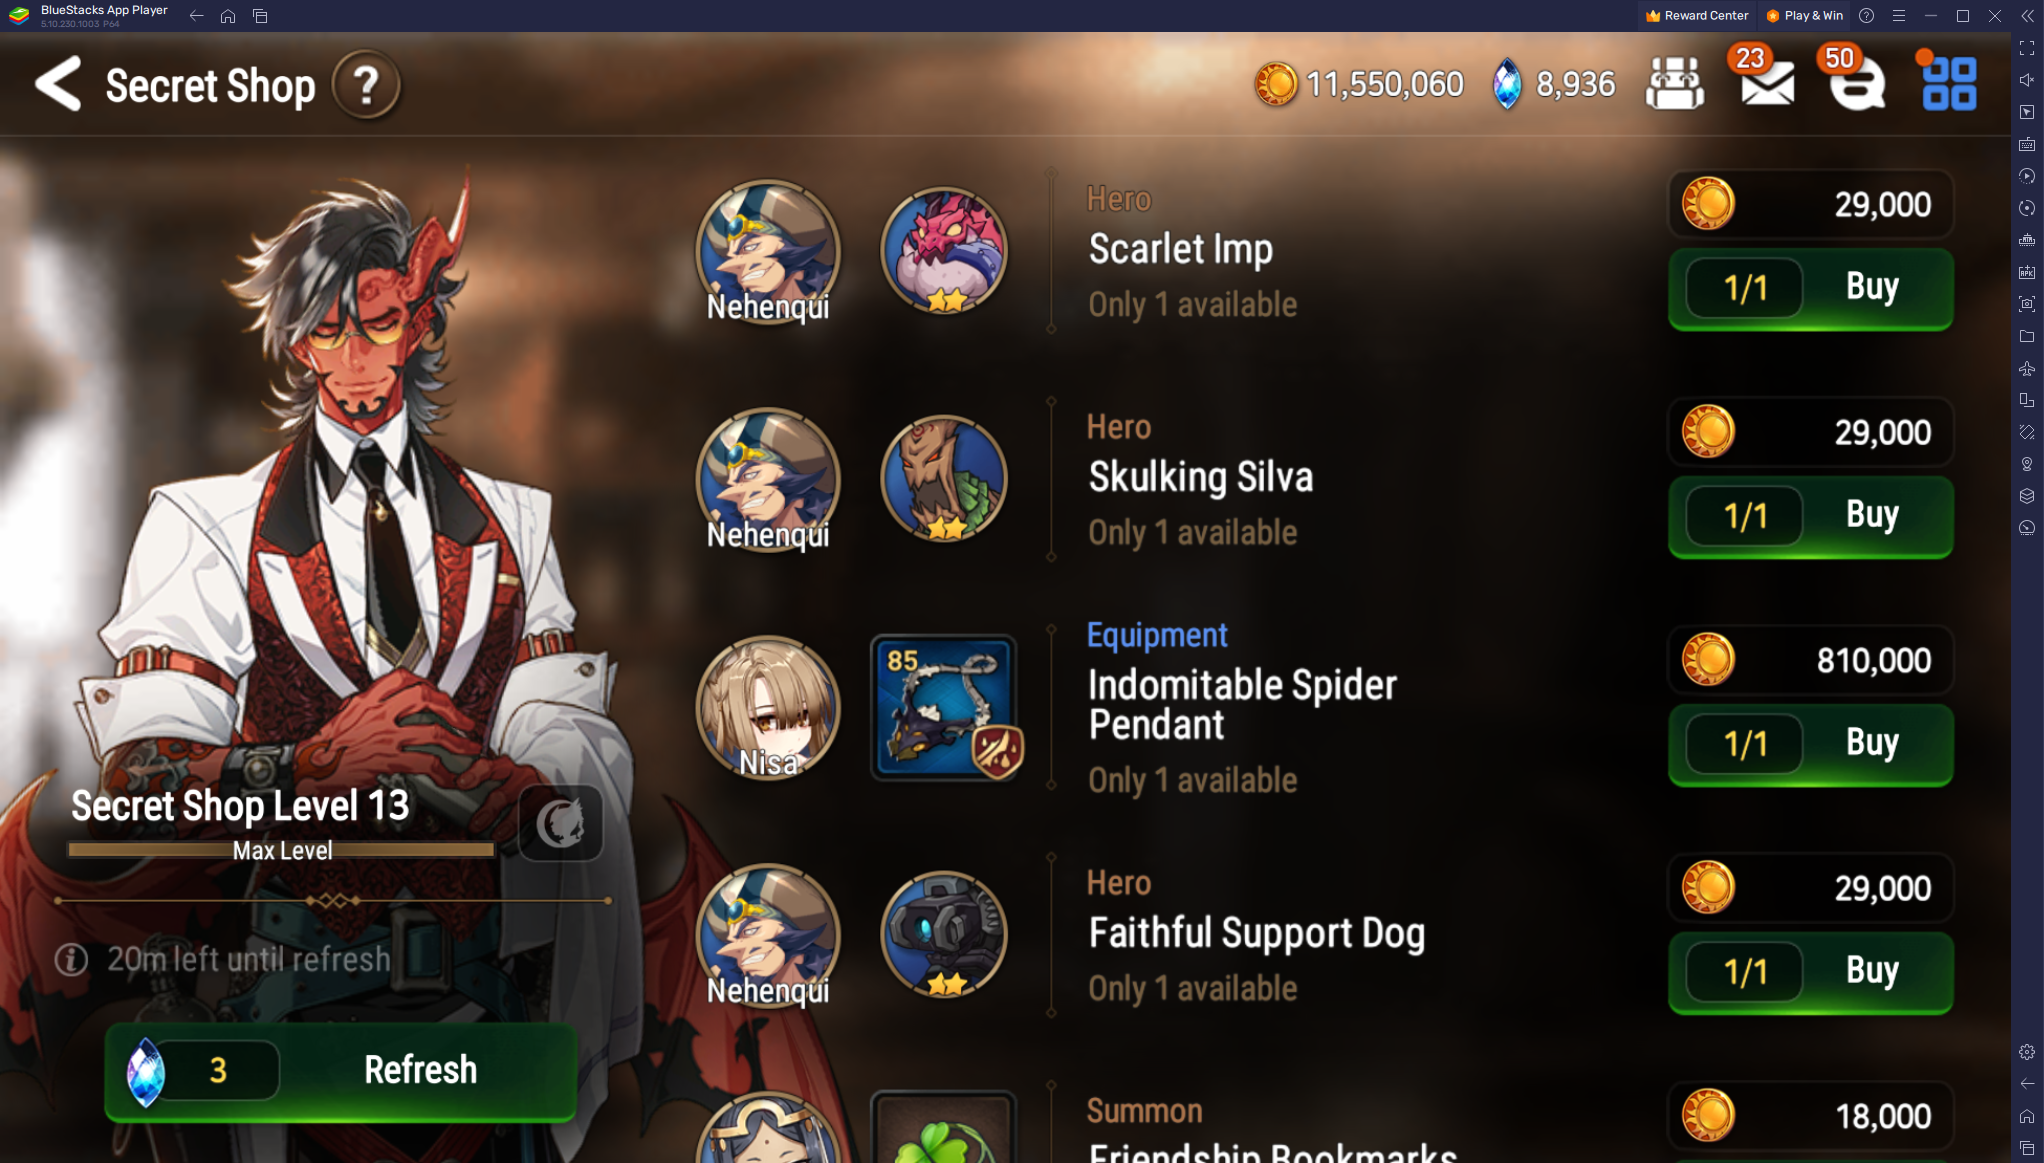 BlueStacks App Player
5.10.230.1003 P64
Reward Center
Play & Win
Secret Shop
?
11,550,060
8,936
23
50
Nehenqui
Hero
Scarlet Imp
Only 1 available
29,000
1/1
Buy
Nehenqui
Hero
Skulking Silva
Only 1 available
29,000
1/1
Buy
Nisa
85
Equipment
Indomitable Spider
Pendant
Only 1 available
810,000
1/1
Buy
Nehenqui
Hero
Faithful Support Dog
Only 1 available
29,000
1/1
Buy
Summon
Friendship Bookmarks
18,000
Secret Shop Level 13
Max Level
20m left until refresh
3
Refresh